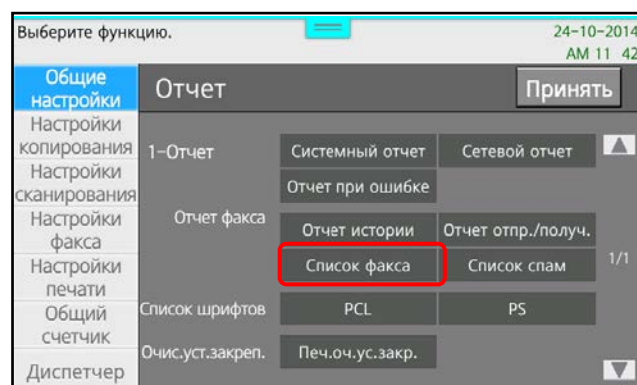 Выберите функцию.
24-10-2014
AM 11 42
Общие
настройки
Отчет
Принять
Настройки
копирования
Настройки
сканирования
Настройки
факса
Настройки
печати
Общий
счетчик
Диспетчер
1-Отчет
Системный отчет
Сетевой отчет
Отчет при ошибке
Отчет факса
Отчет истории
Отчет отпр./получ.
Список факса
Список спам
1/1
Список шрифтов
PCL
PS
Очис.уст.закреп.
Печ.оч.ус.закр.